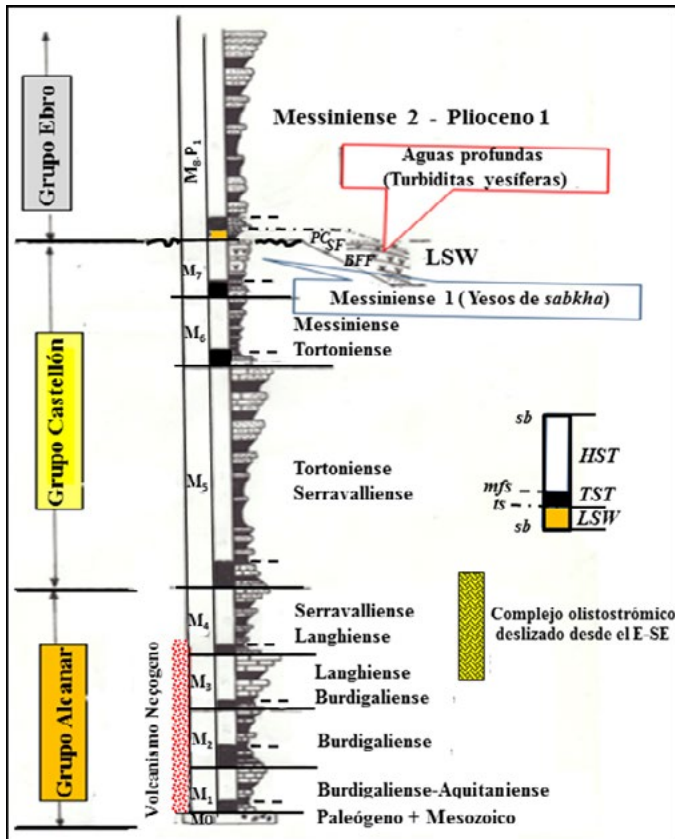 Grupo Ebro
Grupo Castellón
Grupo Alcanar
Volcanismo Neogeno
M8-P1
M7
M6
M5
M4
M3
M2
M1
M0
Messiniense 2 - Plioceno 1
Aguas profundas
(Turbiditas yesíferas)
PC
SF
BFF
LSW
Messiniense 1 (Yesos de sabkha)
Messiniense
Tortoniense
Tortoniense
Serravalliense
Serravalliense
Langhiense
Langhiense
Burdigaliense
Burdigaliense
Burdigaliense-Aquitaniense
Paleógeno + Mesozoico
sb
HST
mfs
TST
ts
LSW
sb
Complejo olistostrómico
deslizado desde el E-SE